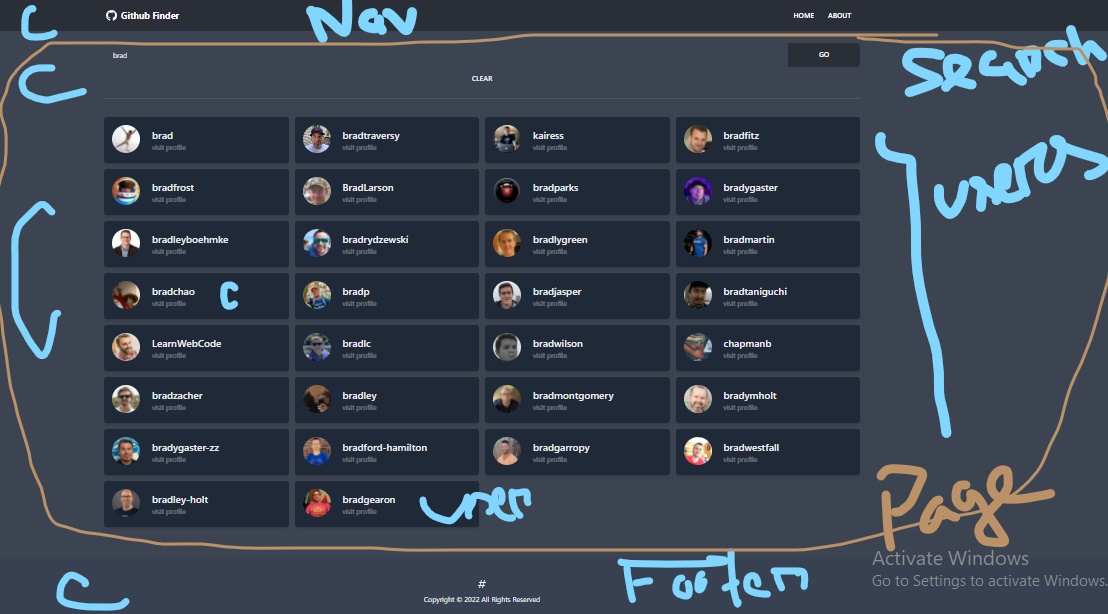 C
Github Finder
Nav
HOME ABOUT
brad
GO
C
Search
CLEAR
brad
visit profile
bradtraversy
visit profile
kairess
visit profile
bradfitz
visit profile
users
bradfrost
visit profile
BradLarson
visit profile
bradparks
visit profile
bradygaster
visit profile
bradleyboehmke
visit profile
bradrydzewski
visit profile
bradlygreen
visit profile
bradmartin
visit profile
bradchao
visit profile
C
bradp
visit profile
bradjasper
visit profile
bradtaniguchi
visit profile
LearnWebCode
visit profile
bradlc
visit profile
bradwilson
visit profile
chapmanb
visit profile
bradzacher
visit profile
bradley
visit profile
bradmontgomery
visit profile
bradymholt
visit profile
bradygaster-zz
visit profile
bradford-hamilton
visit profile
bradgarropy
visit profile
bradwestfall
visit profile
bradley-holt
visit profile
bradgearon
visit profile
user
Page
Activate Windows
Go to Settings to activate Windows.
C
#
Footer
Copyright © 2022 All Rights Reserved